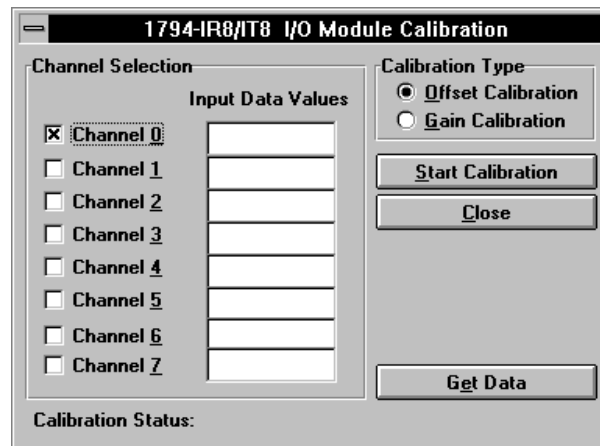 1794-IR8/IT8 I/O Module Calibration
Channel Selection
Input Data Values
Channel 0
Channel 1
Channel 2
Channel 3
Channel 4
Channel 5
Channel 6
Channel 7
Calibration Type
Offset Calibration
Gain Calibration
Start Calibration
Close
Get Data
Calibration Status: